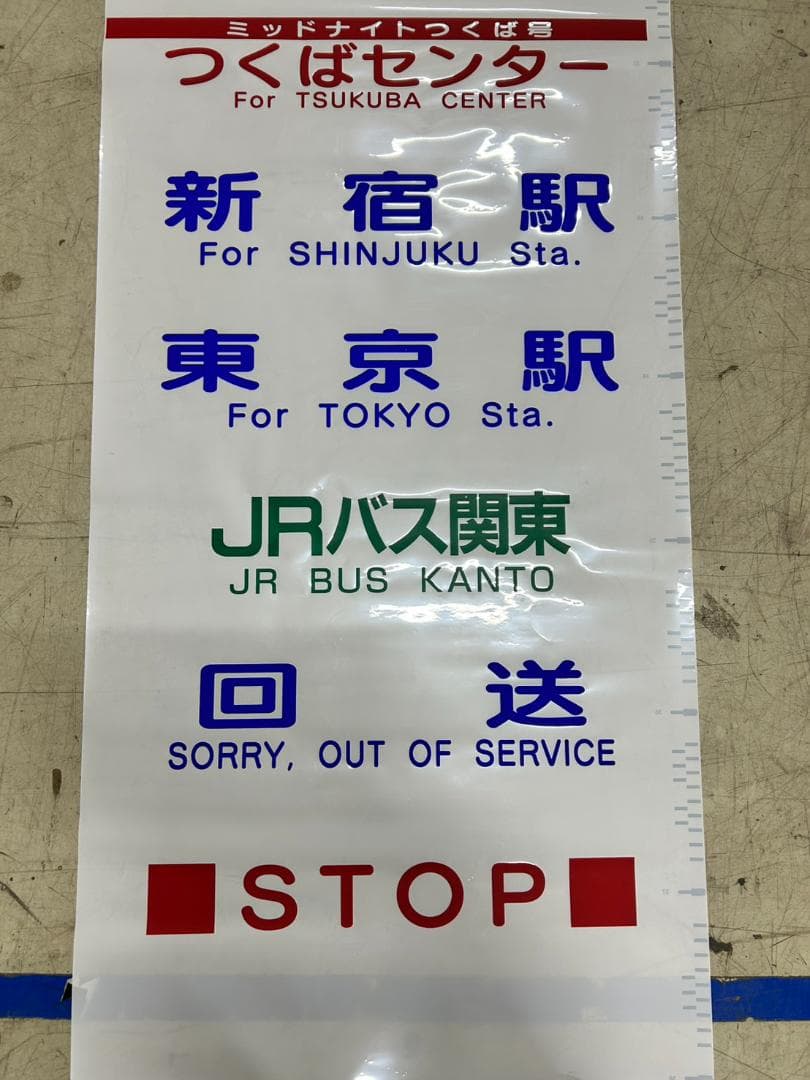 ミッドナイトつくば号
つくばセンター
For TSUKUBA CENTER
新宿駅
For SHINJUKU Sta.
東京駅
For TOKYO Sta.
JRバス関東
JR BUS KANTO
回送
SORRY, OUT OF SERVICE
■STOP■